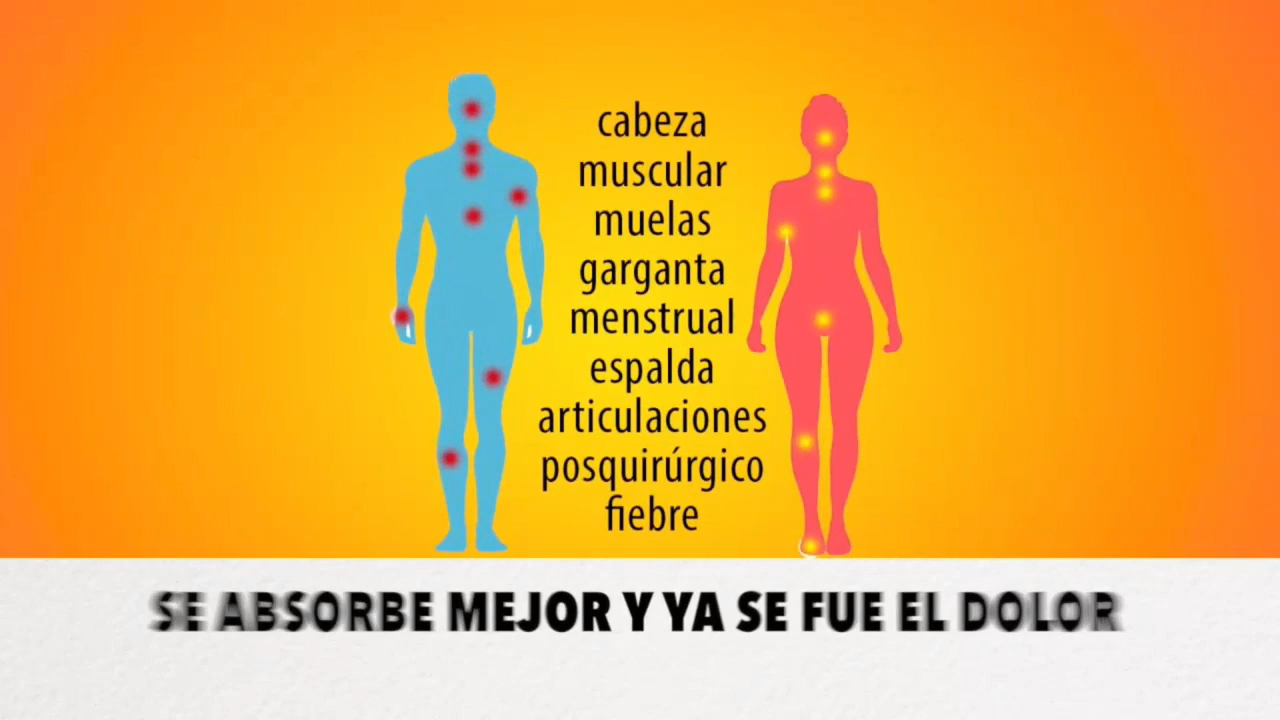 cabeza
muscular
muelas
garganta
menstrual
espalda
articulaciones
posquirúrgico
fiebre
SE ABSORBE MEJOR Y YA SE FUE EL DOLOR